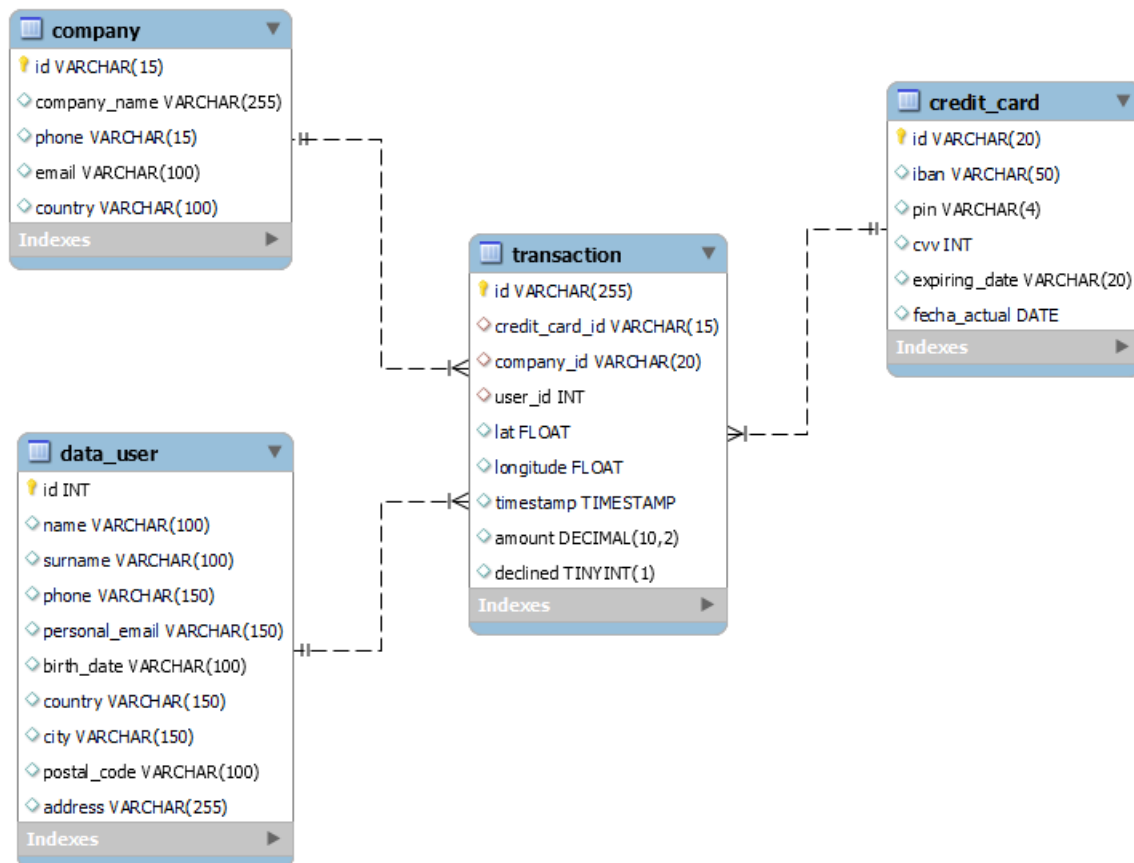 company
id VARCHAR(15)
company_name VARCHAR(255)
phone VARCHAR(15)
email VARCHAR(100)
country VARCHAR(100)
Indexes
credit_card
id VARCHAR(20)
iban VARCHAR(50)
pin VARCHAR(4)
cvv INT
expiring_date VARCHAR(20)
fecha_actual DATE
Indexes
transaction
id VARCHAR(255)
credit_card_id VARCHAR(15)
company_id VARCHAR(20)
user_id INT
lat FLOAT
longitude FLOAT
timestamp TIMESTAMP
amount DECIMAL(10,2)
declined TINYINT(1)
Indexes
data_user
id INT
name VARCHAR(100)
surname VARCHAR(100)
phone VARCHAR(150)
personal_email VARCHAR(150)
birth_date VARCHAR(100)
country VARCHAR(150)
city VARCHAR(150)
postal_code VARCHAR(100)
address VARCHAR(255)
Indexes